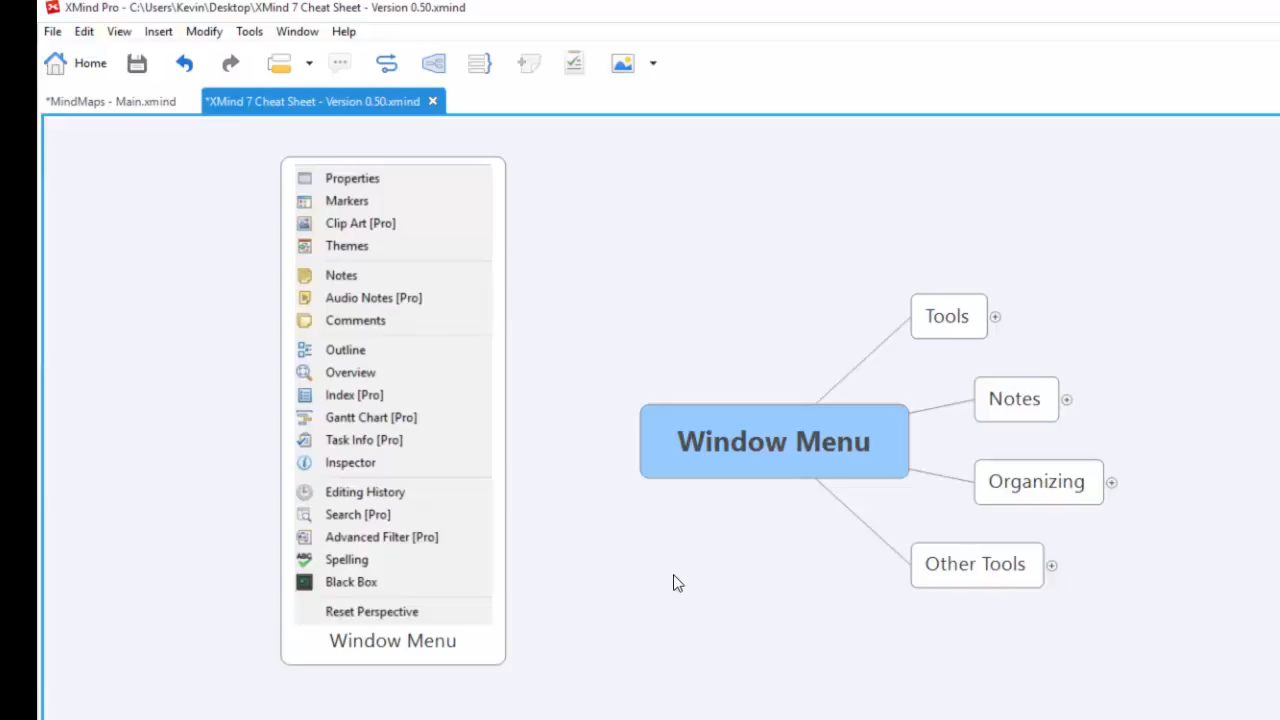 XMind Pro - C:\Users\Kevin\Desktop\XMind 7 Cheat Sheet - Version 0.50.xmind
File Edit View Insert Modify Tools Window Help
Home
*MindMaps - Main.xmind *XMind 7 Cheat Sheet - Version 0.50.xmind
Properties
Markers
Clip Art [Pro]
Themes
Notes
Audio Notes [Pro]
Comments
Outline
Overview
Index [Pro]
Gantt Chart [Pro]
Task Info [Pro]
Inspector
Editing History
Search [Pro]
Advanced Filter [Pro]
ABC Spelling
Black Box
Reset Perspective
Window Menu
Window Menu
Tools
Notes
Organizing
Other Tools